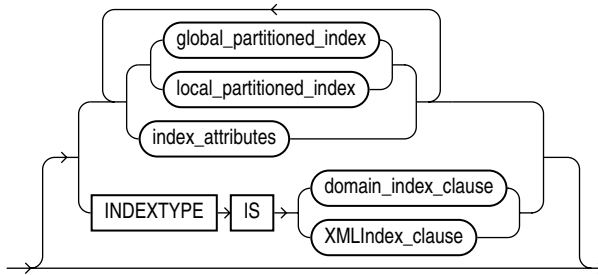 global_partitioned_index
local_partitioned_index
index_attributes
INDEXTYPE IS
domain_index_clause
XMLIndex_clause